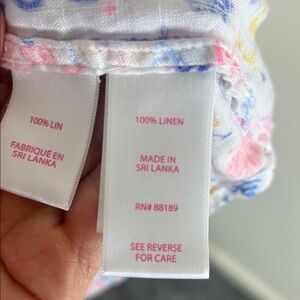 100% LIN
FABRIQUÉ EN
SRI LANKA
100% LINEN
MADE IN
SRI LANKA
RN# 88189
SEE REVERSE
FOR CARE